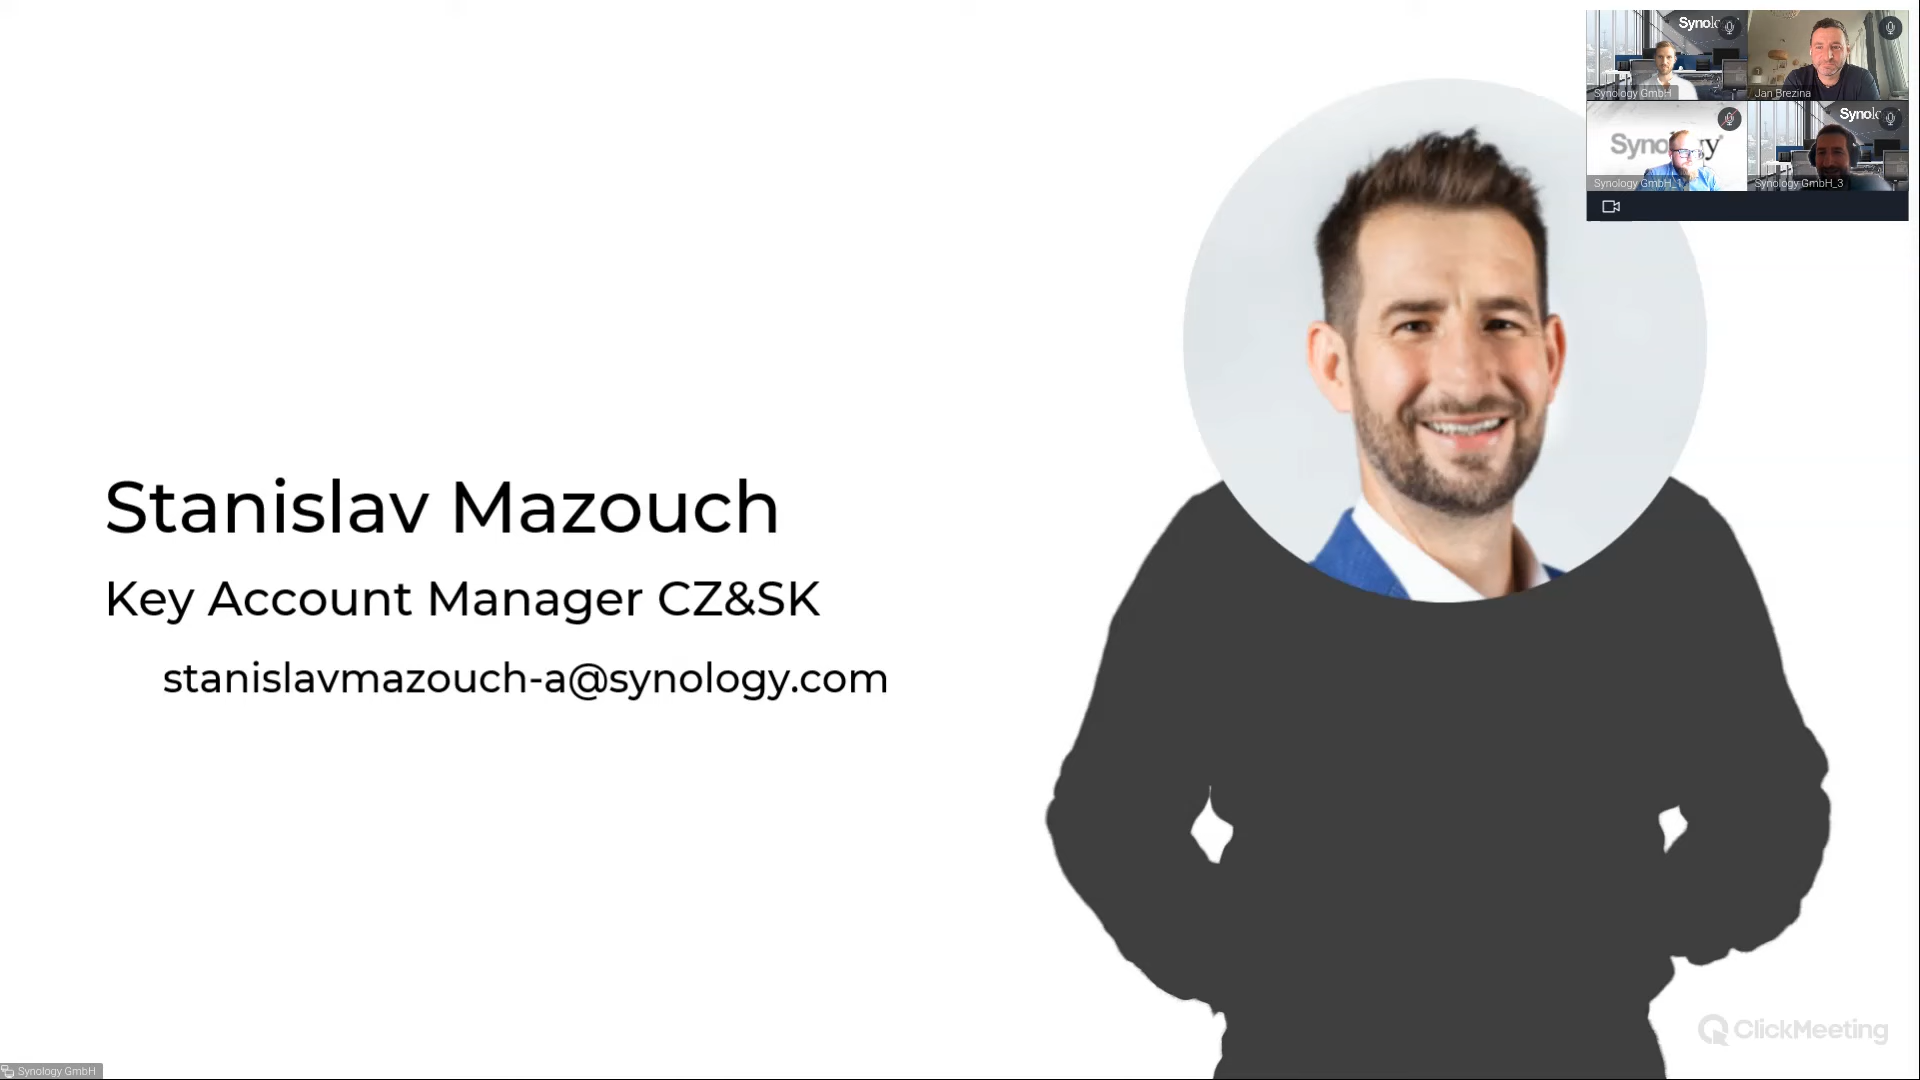 Stanislav Mazouch
Key Account Manager CZ&SK
stanislavmazouch-a@synology.com
Synology GmbH
Jan Brezina
Synology
Synology GmbH_1
Synology GmbH_3
ClickMeeting
Synology GmbH